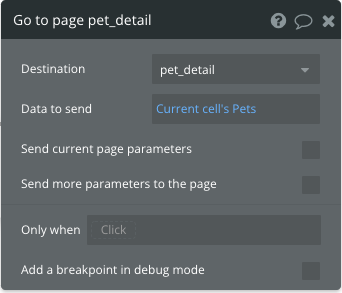 Go to page pet_detail
Destination pet_detail
Data to send Current cell's Pets
Send current page parameters
Send more parameters to the page
Only when Click
Add a breakpoint in debug mode